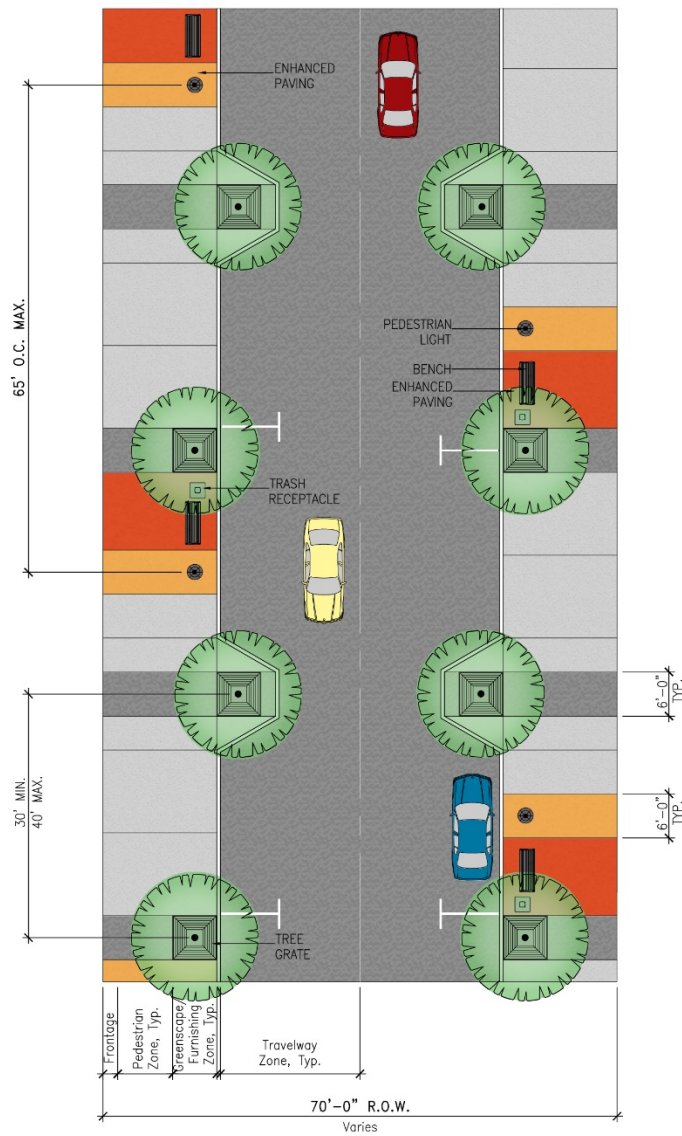 ENHANCED
PAVING
65' O.C. MAX.
PEDESTRIAN
LIGHT
BENCH
ENHANCED
PAVING
TRASH
RECEPTACLE
6'-0"
TYP.
30' MIN.
40' MAX.
6'-0"
TYP.
TREE
GRATE
Frontage
Pedestrian
Zone, Typ.
Greenscape/
Furnishing
Zone, Typ.
Travelway
Zone, Typ.
70'-0" R.O.W.
Varies